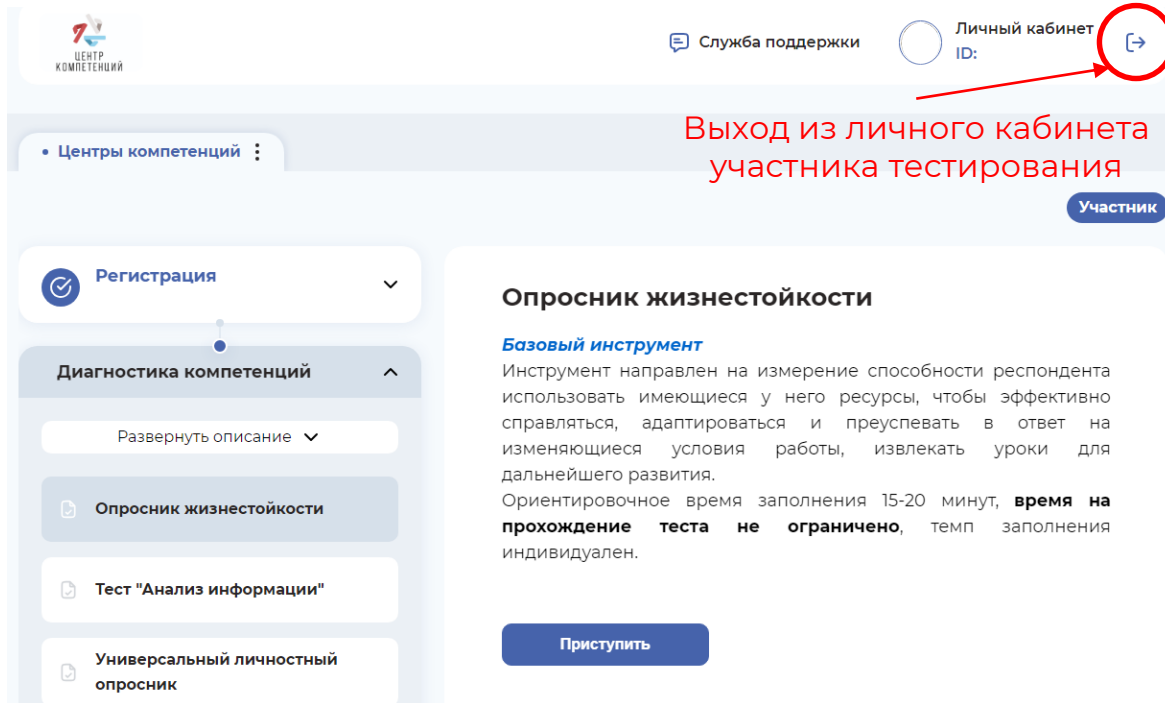 ЦЕНТР
КОМПЕТЕНЦИЙ
Служба поддержки
Личный кабинет
ID:
Выход из личного кабинета
участника тестирования
• Центры компетенций
Участник
Регистрация
Диагностика компетенций
Развернуть описание
Опросник жизнестойкости
Тест "Анализ информации"
Универсальный личностный
опросник
Опросник жизнестойкости
Базовый инструмент
Инструмент направлен на измерение способности респондента
использовать имеющиеся у него ресурсы, чтобы эффективно
справляться, адаптироваться и преуспевать в ответ на
изменяющиеся условия работы, извлекать уроки для
дальнейшего развития.
Ориентировочное время заполнения 15-20 минут, время на
прохождение теста не ограничено, темп заполнения
индивидуален.
Приступить